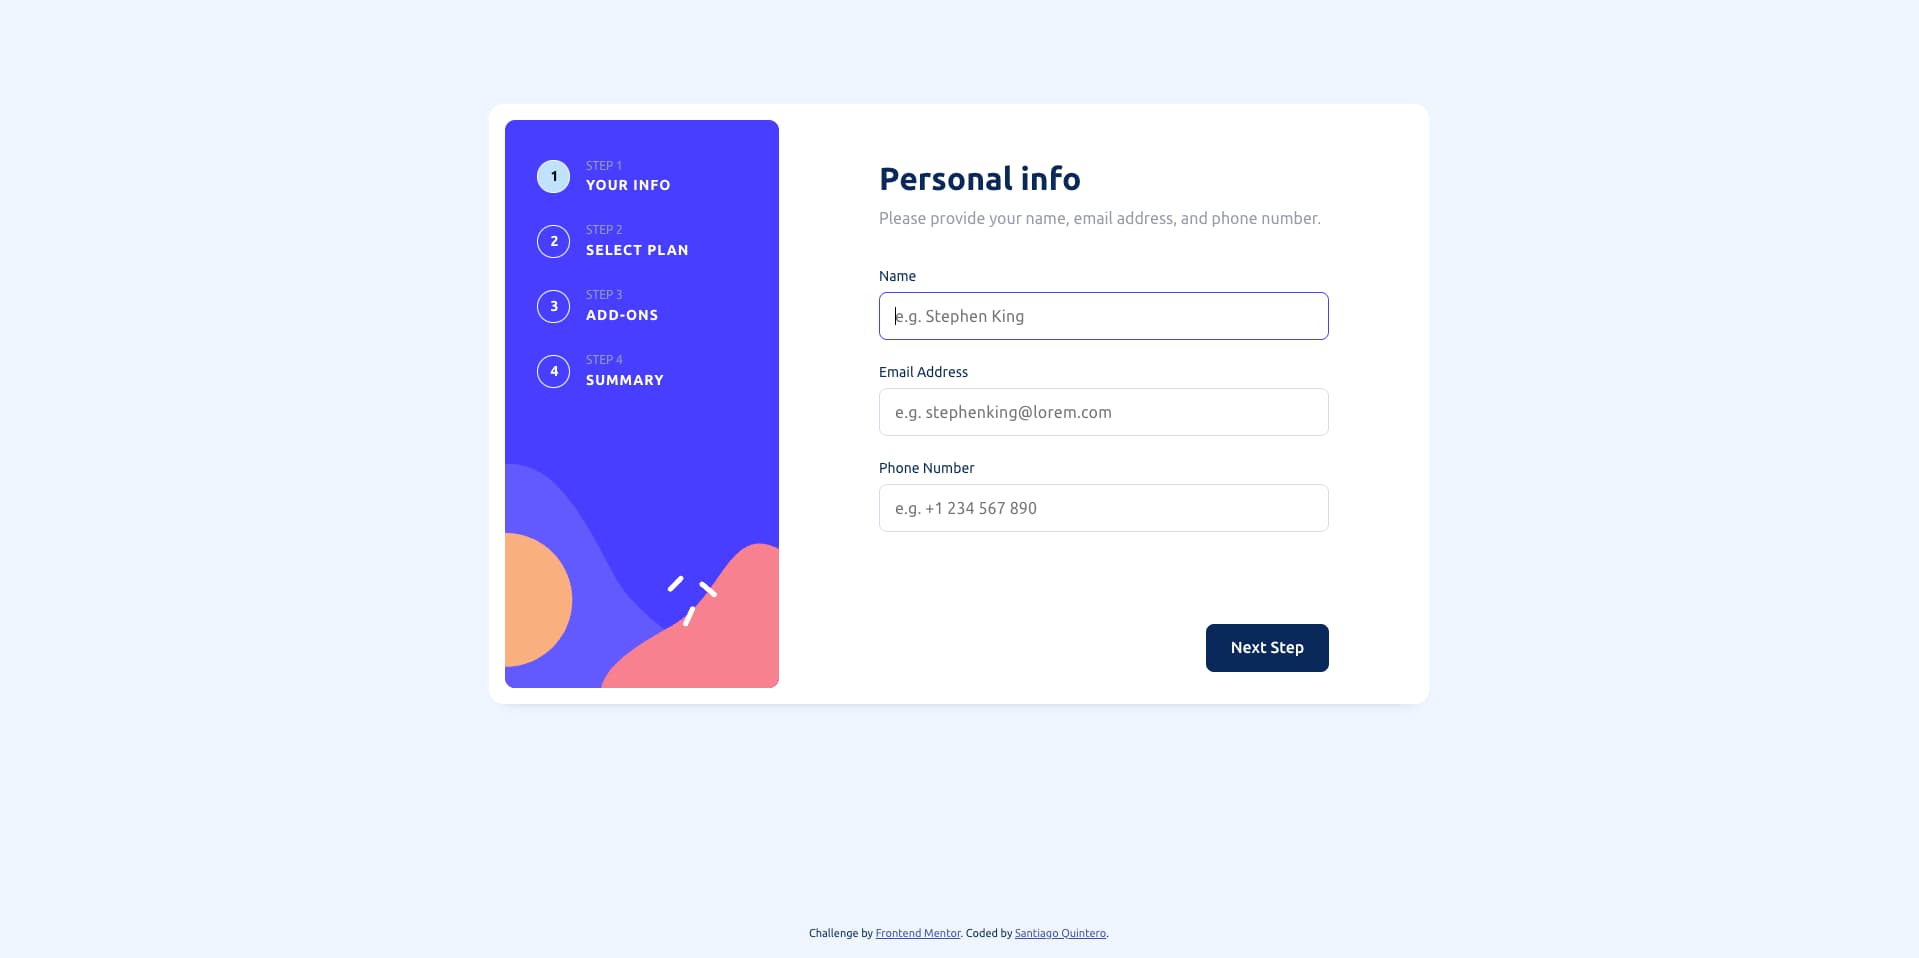 1
STEP 1
YOUR INFO
2
STEP 2
SELECT PLAN
3
STEP 3
ADD-ONS
4
STEP 4
SUMMARY
Personal info
Please provide your name, email address, and phone number.
Name
e.g. Stephen King
Email Address
e.g. stephenking@lorem.com
Phone Number
e.g. +1 234 567 890
Next Step
Challenge by Frontend Mentor. Coded by Santiago Quintero.